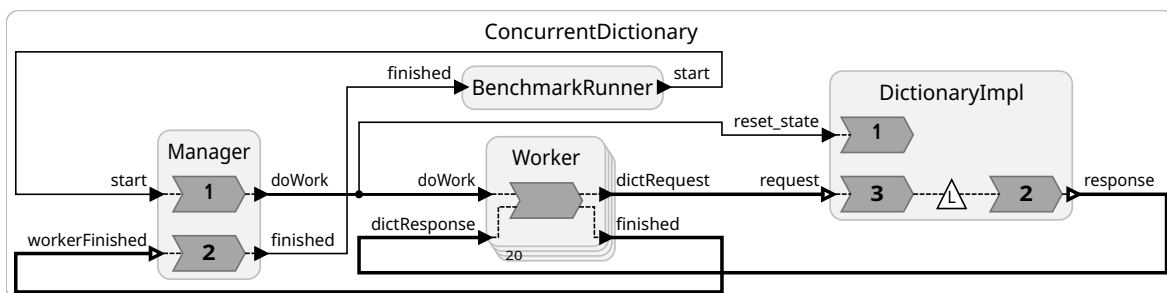 ConcurrentDictionary
finished
BenchmarkRunner
start
DictionaryImpl
reset_state
1
Manager
Worker
start
1
doWork
doWork
dictRequest
request
3
L
2
response
workerFinished
2
finished
dictResponse
finished
20